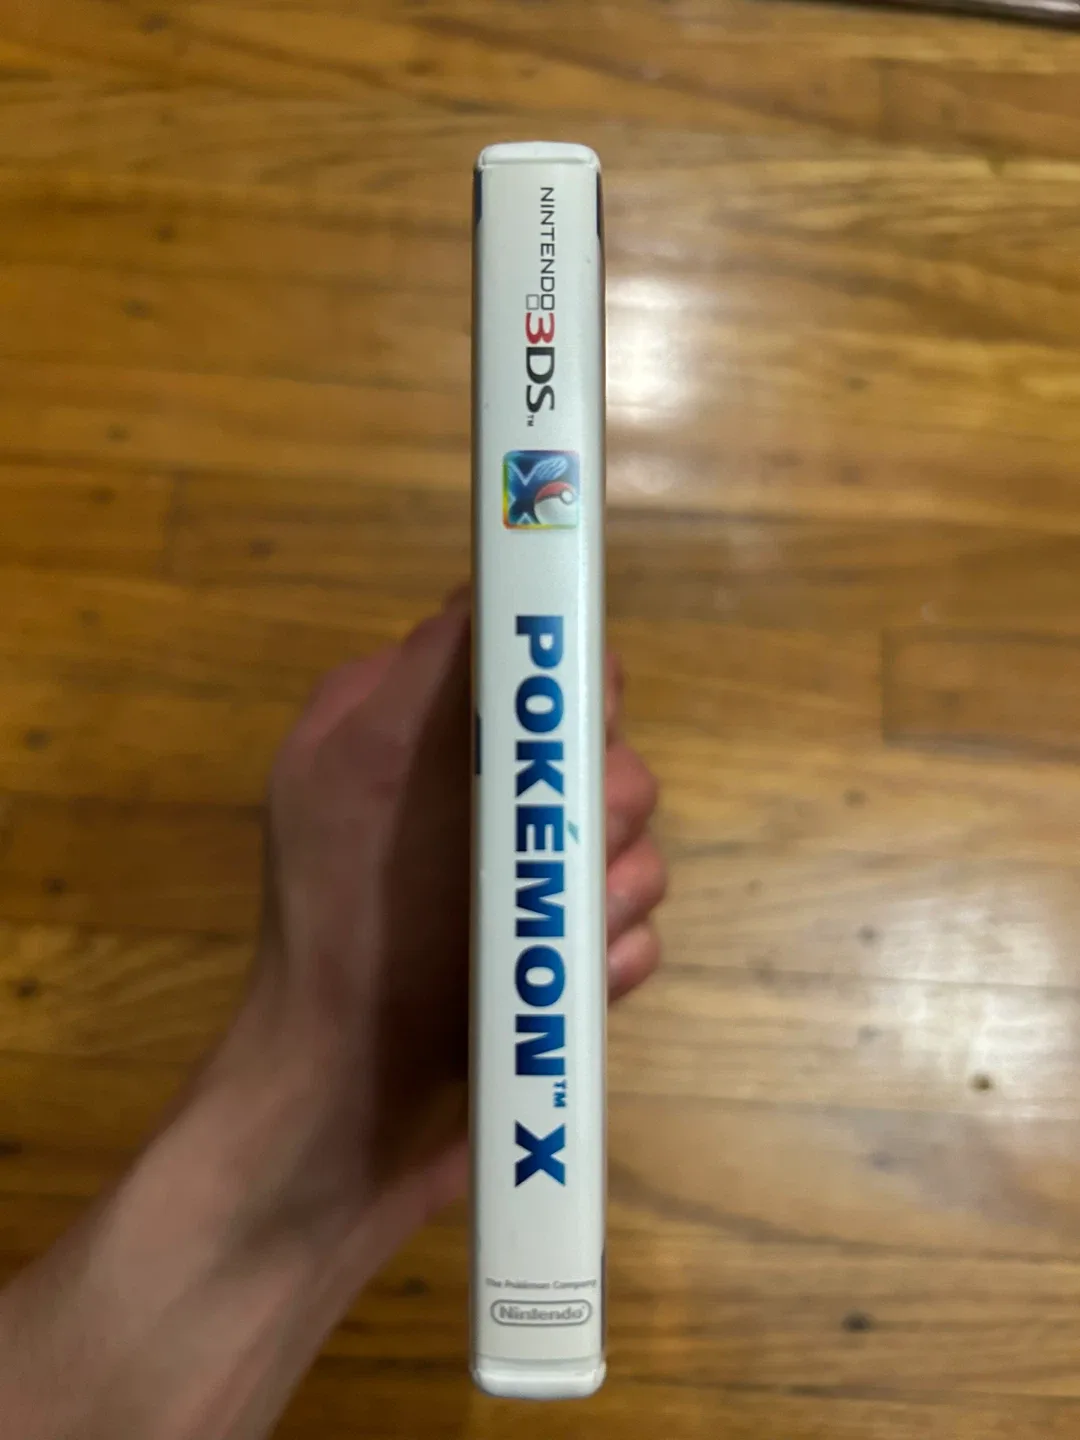 NINTENDO
3DS™
POKÉMON™ X
The Pokémon Company
Nintendo®